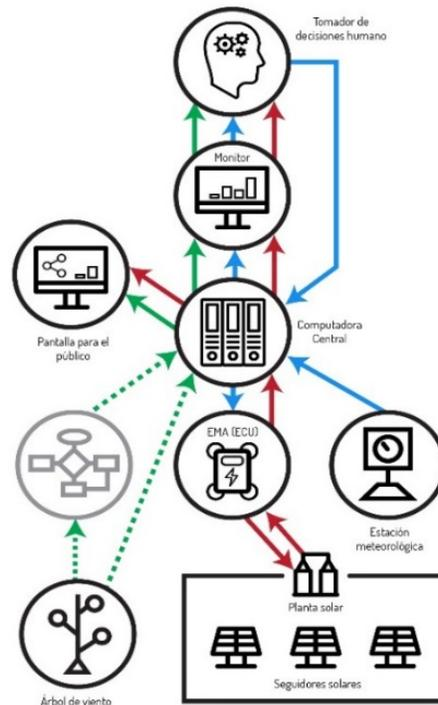 Tomador de
decisiones humano
Monitor
Computadora
Central
Pantalla para el
público
EMA (ECU)
Estación
meteorológica
Planta solar
Seguidores solares
Árbol de viento